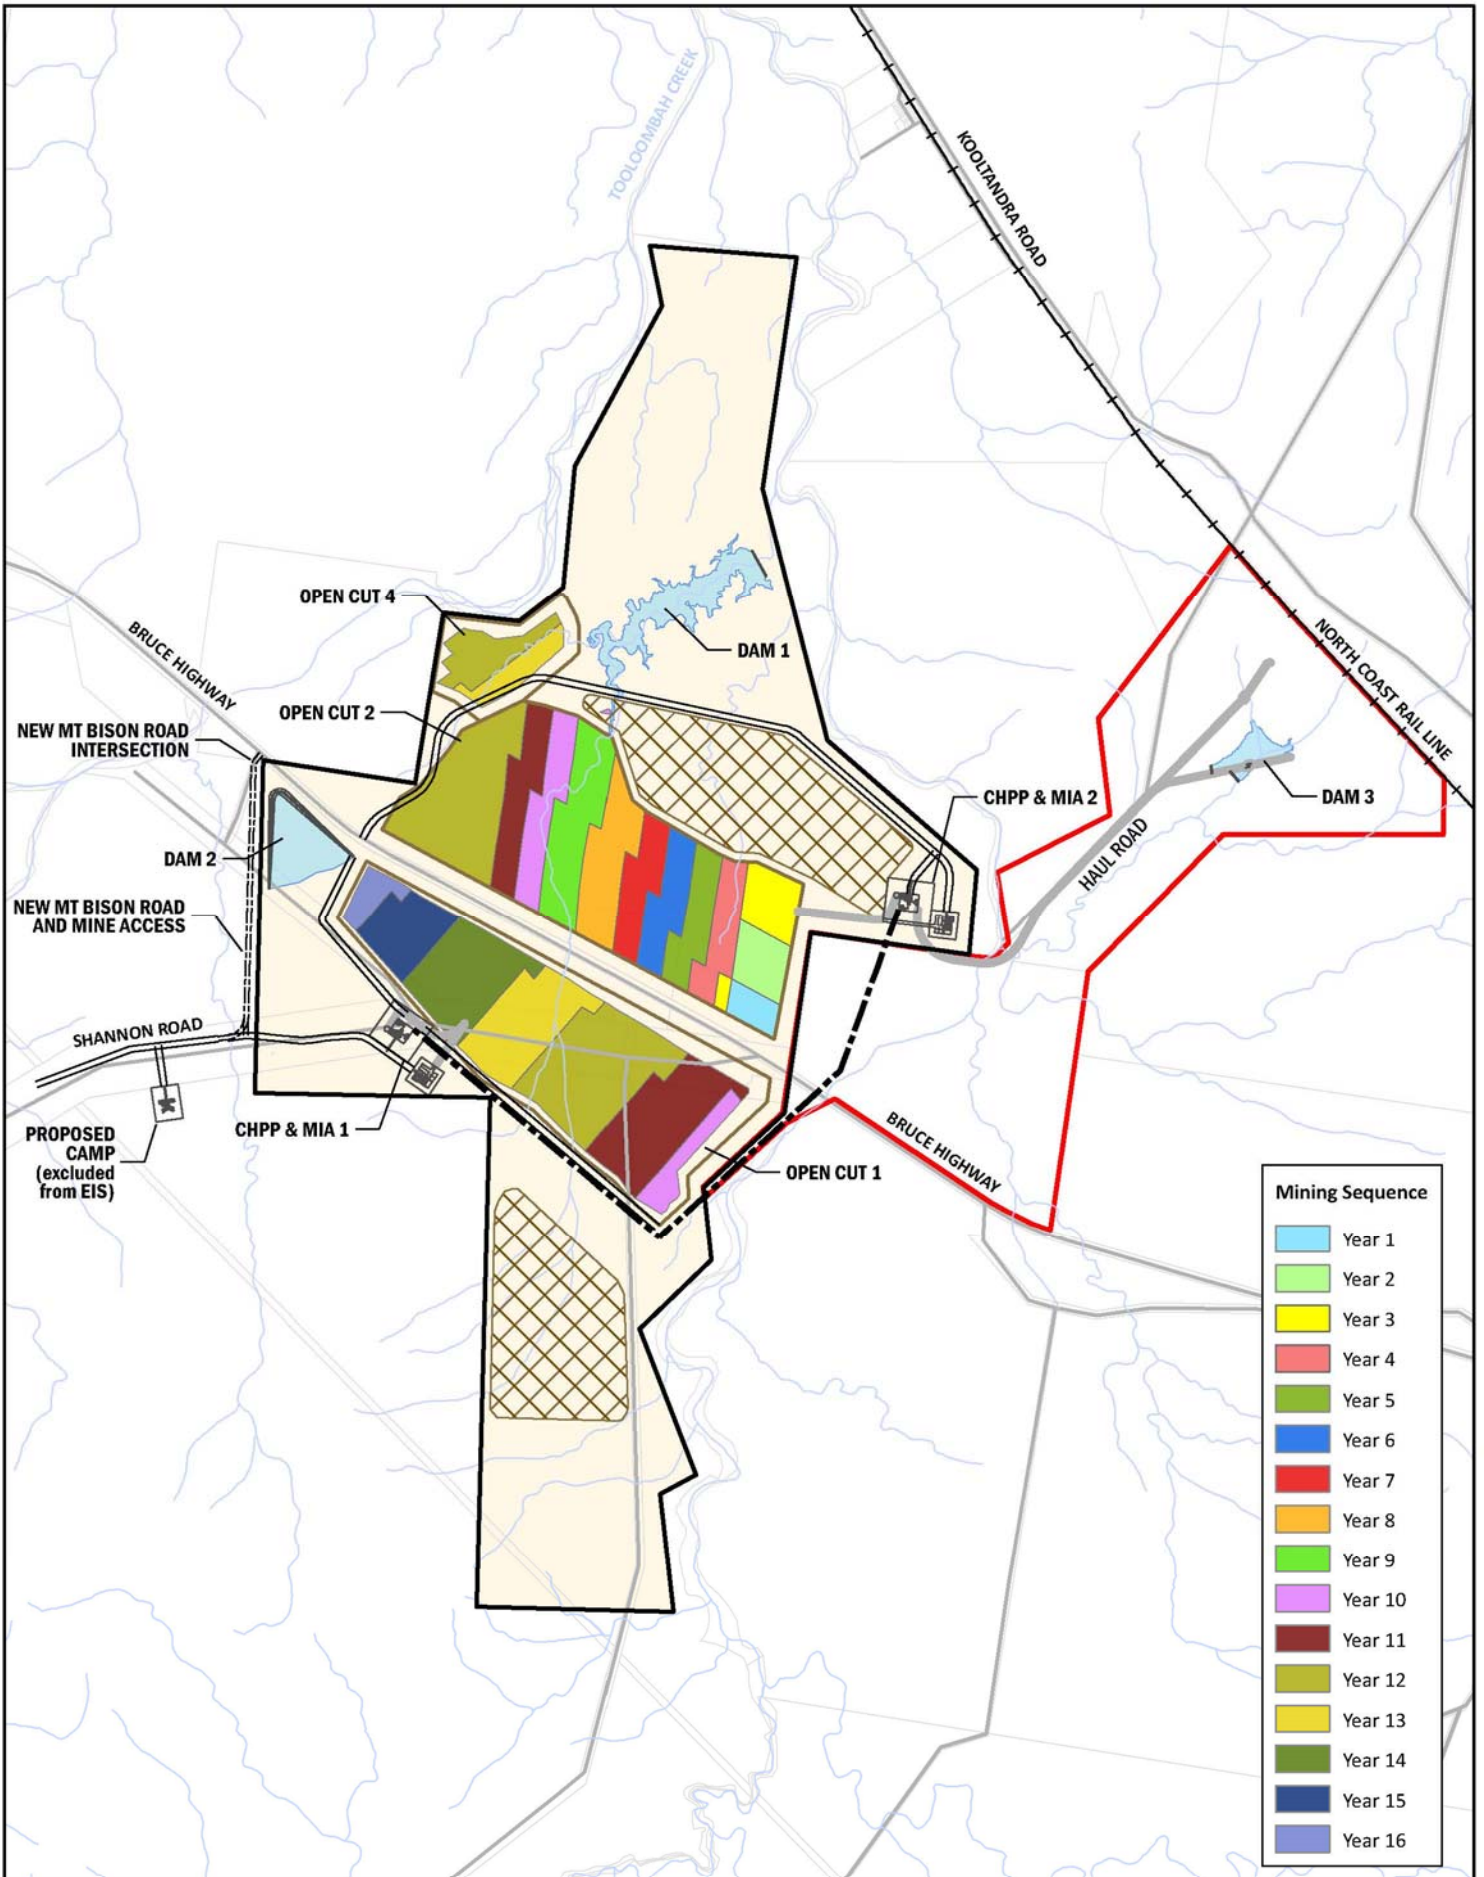 TOOLOOMBAH CREEK
KOOLTANDRA ROAD
OPEN CUT 4
BRUCE HIGHWAY
DAM 1
NORTH COAST RAIL LINE
OPEN CUT 2
NEW MT BISON ROAD
INTERSECTION
CHPP & MIA 2
DAM 3
DAM 2
HAUL ROAD
NEW MT BISON ROAD
AND MINE ACCESS
SHANNON ROAD
PROPOSED
CAMP
(excluded
from EIS)
CHPP & MIA 1
BRUCE HIGHWAY
OPEN CUT 1
Mining Sequence
Year 1
Year 2
Year 3
Year 4
Year 5
Year 6
Year 7
Year 8
Year 9
Year 10
Year 11
Year 12
Year 13
Year 14
Year 15
Year 16